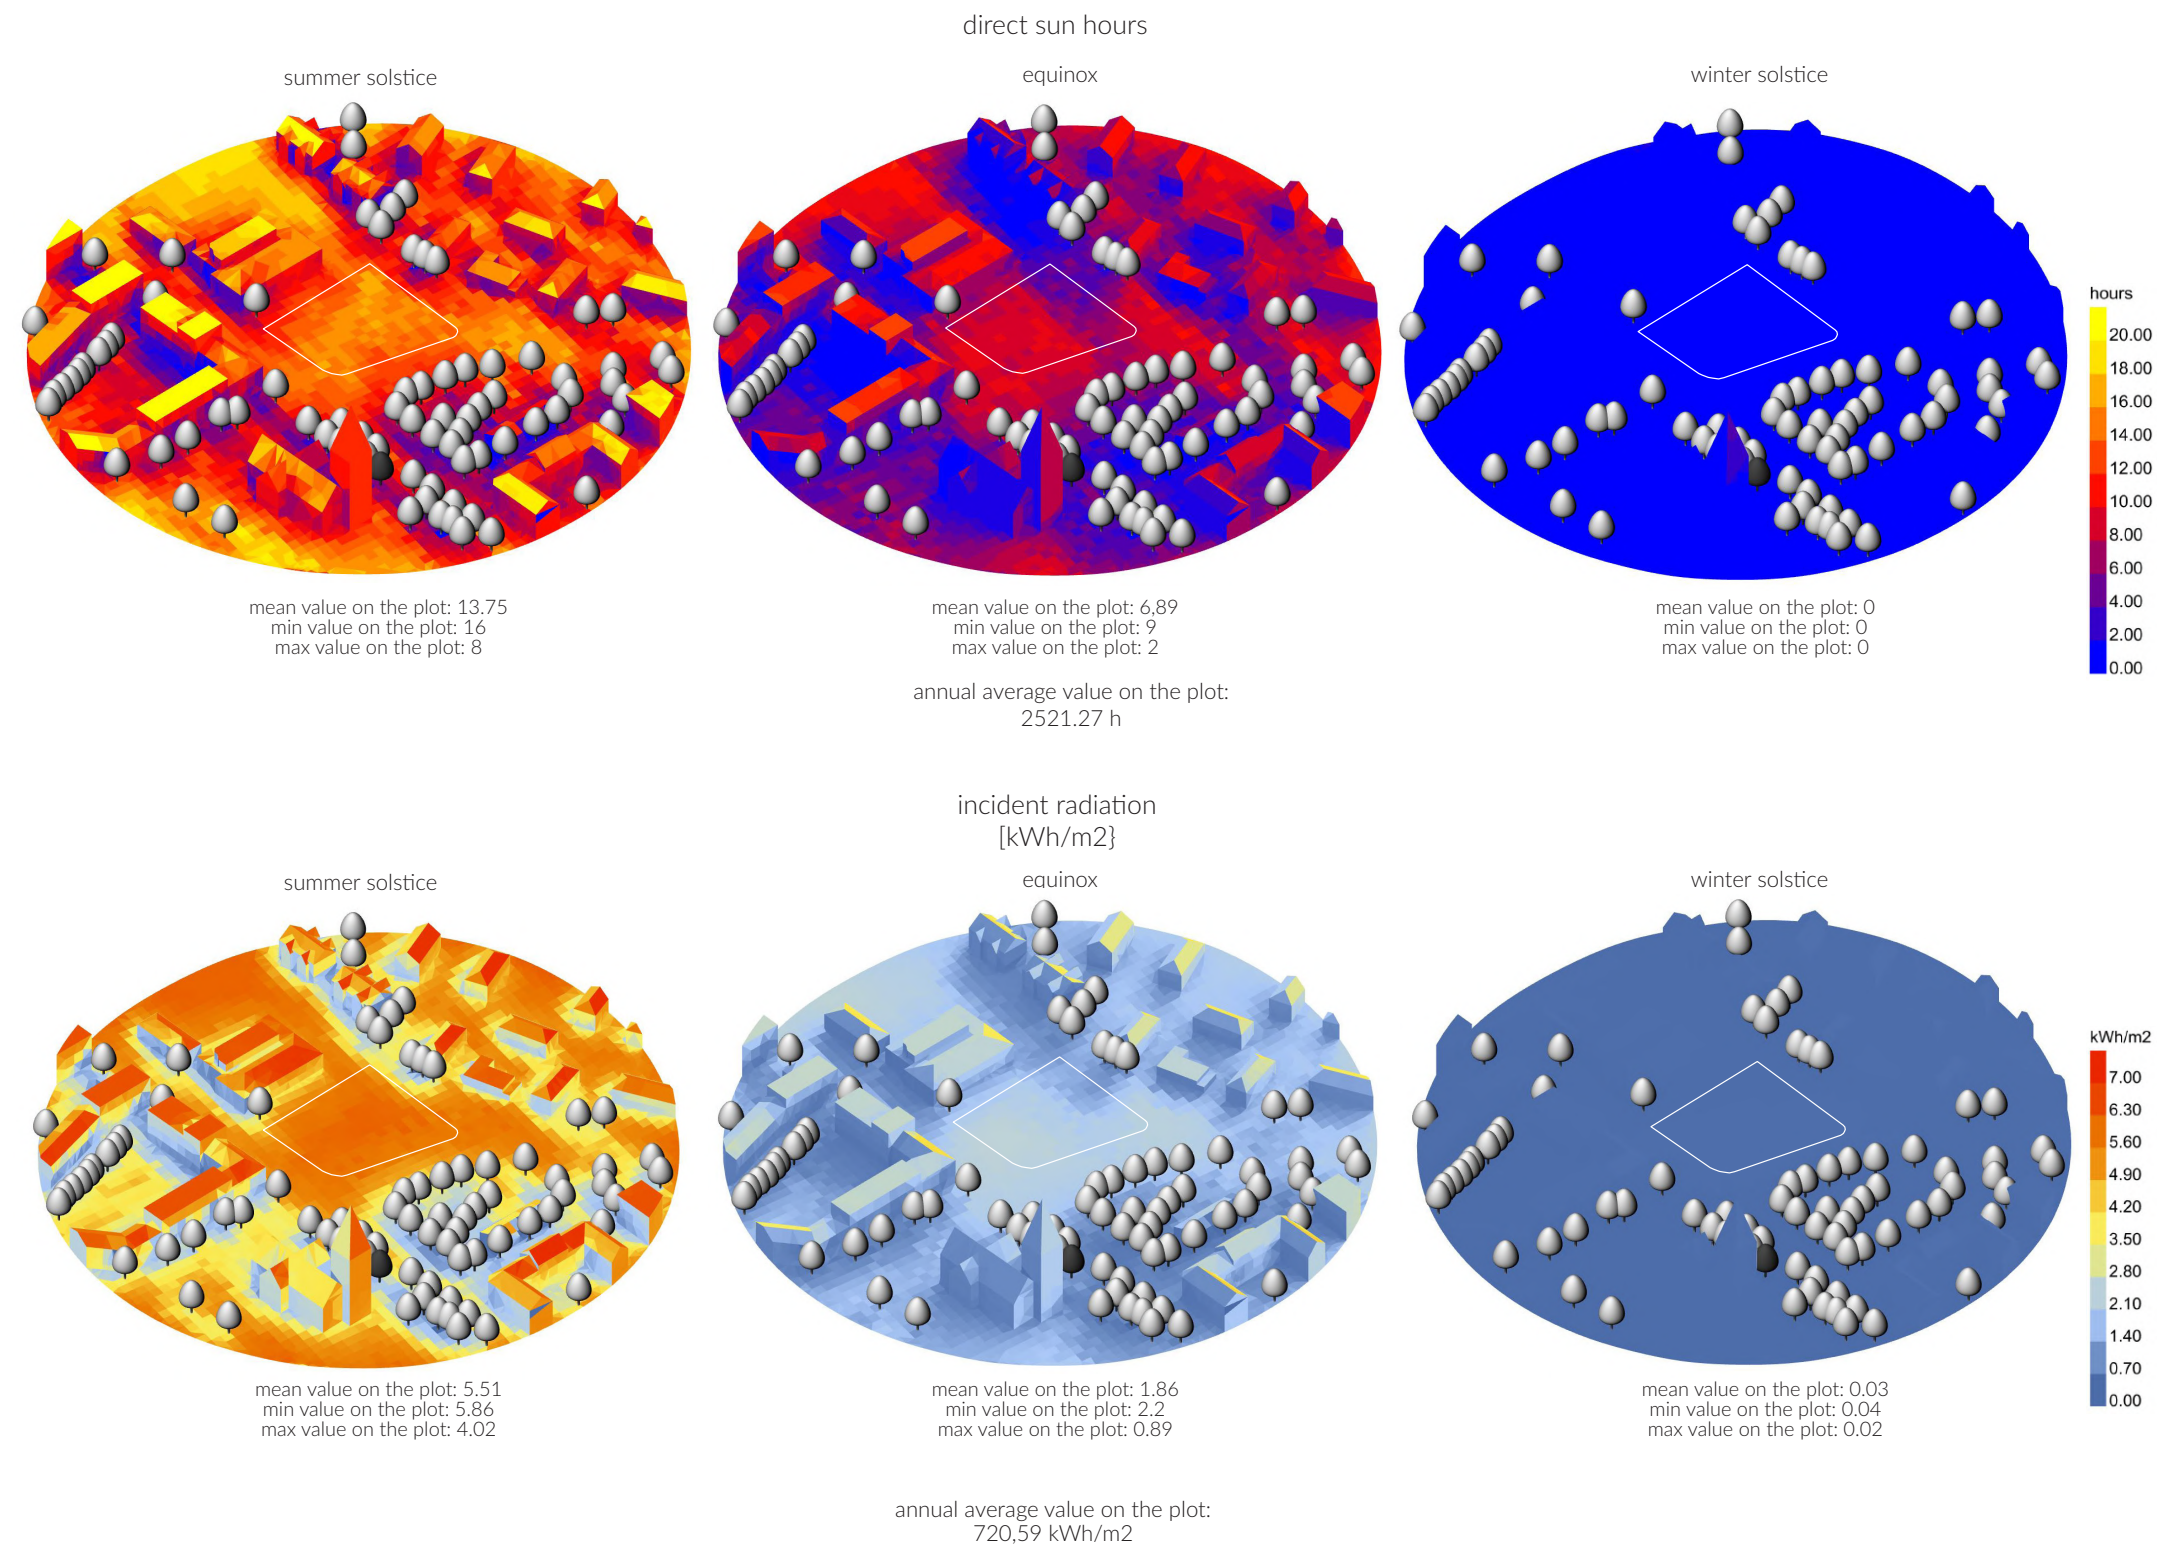 direct sun hours
summer solstice
equinox
winter solstice
hours
20.00
18.00
16.00
14.00
12.00
10.00
8.00
6.00
4.00
2.00
0.00
mean value on the plot: 13.75
min value on the plot: 16
max value on the plot: 8
mean value on the plot: 6,89
min value on the plot: 9
max value on the plot: 2
mean value on the plot: 0
min value on the plot: 0
max value on the plot: 0
annual average value on the plot:
2521.27 h
incident radiation
[kWh/m2}
summer solstice
equinox
winter solstice
kWh/m2
7.00
6.30
5.60
4.90
4.20
3.50
2.80
2.10
1.40
0.70
0.00
mean value on the plot: 5.51
min value on the plot: 5.86
max value on the plot: 4.02
mean value on the plot: 1.86
min value on the plot: 2.2
max value on the plot: 0.89
mean value on the plot: 0.03
min value on the plot: 0.04
max value on the plot: 0.02
annual average value on the plot:
720,59 kWh/m2